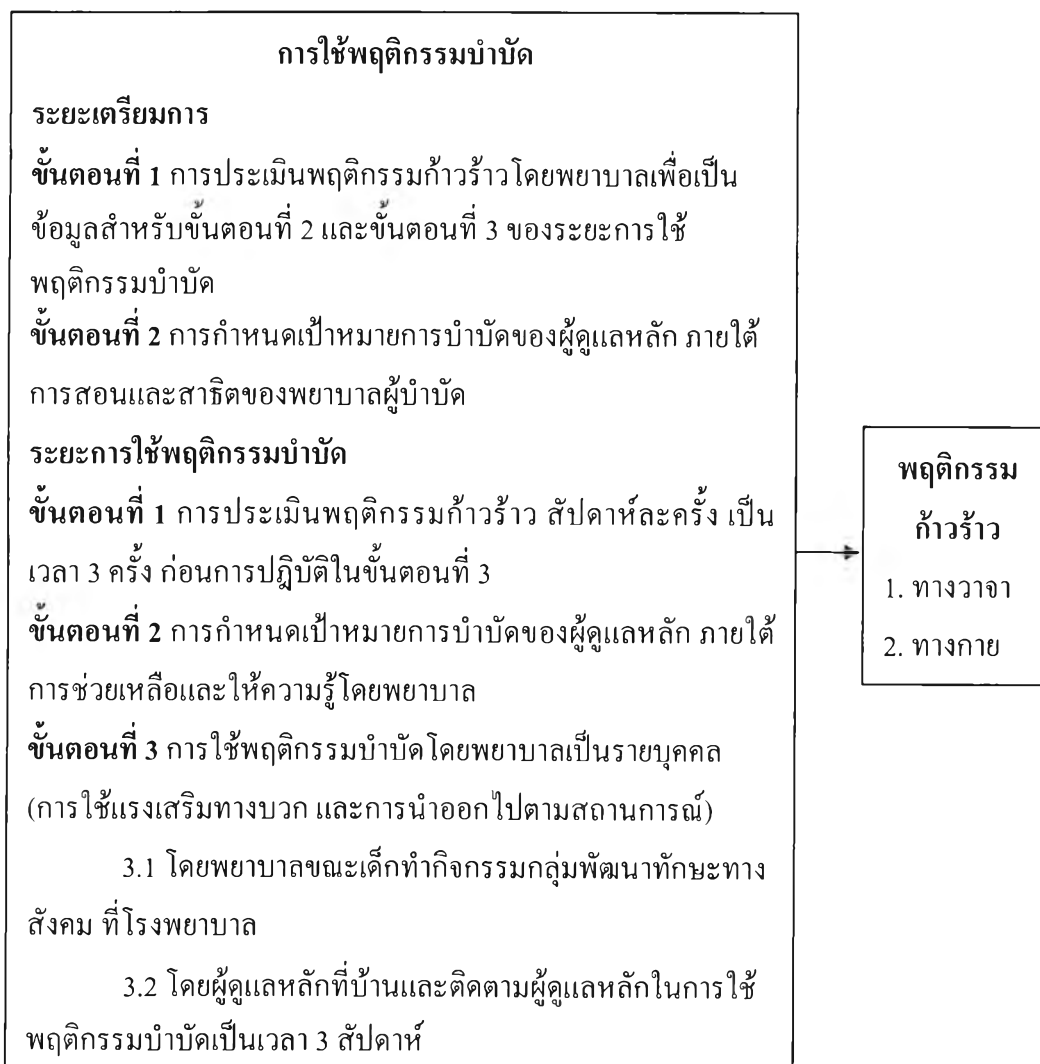 การใช้พฤติกรรมบำบัด
ระยะเตรียมการ
ขั้นตอนที่ 1 การประเมินพฤติกรรมก้าวร้าวโดยพยาบาลเพื่อเป็น
ข้อมูลสำหรับขั้นตอนที่ 2 และขั้นตอนที่ 3 ของระยะการใช้
พฤติกรรมบำบัด
ขั้นตอนที่ 2 การกำหนดเป้าหมายการบำบัดของผู้ดูแลหลัก ภายใต้
การสอนและสาธิตของพยาบาลผู้บำบัด
ระยะการใช้พฤติกรรมบำบัด
ขั้นตอนที่ 1 การประเมินพฤติกรรมก้าวร้าว สัปดาห์ละครั้ง เป็น
เวลา 3 ครั้ง ก่อนการปฎิบัติในขั้นตอนที่ 3
ขั้นตอนที่ 2 การกำหนดเป้าหมายการบำบัดของผู้ดูแลหลัก ภายใต้
การช่วยเหลือและให้ความรู้โดยพยาบาล
ขั้นตอนที่ 3 การใช้พฤติกรรมบำบัดโดยพยาบาลเป็นรายบุคคล
(การใช้แรงเสริมทางบวก และการนำออกไปตามสถานการณ์)
3.1 โดยพยาบาลขณะเด็กทำกิจกรรมกลุ่มพัฒนาทักษะทาง
สังคม ที่โรงพยาบาล
3.2 โดยผู้ดูแลหลักที่บ้านและติดตามผู้ดูแลหลักในการใช้
พฤติกรรมบำบัดเป็นเวลา 3 สัปดาห์
พฤติกรรม
ก้าวร้าว
1. ทางวาจา
2. ทางกาย